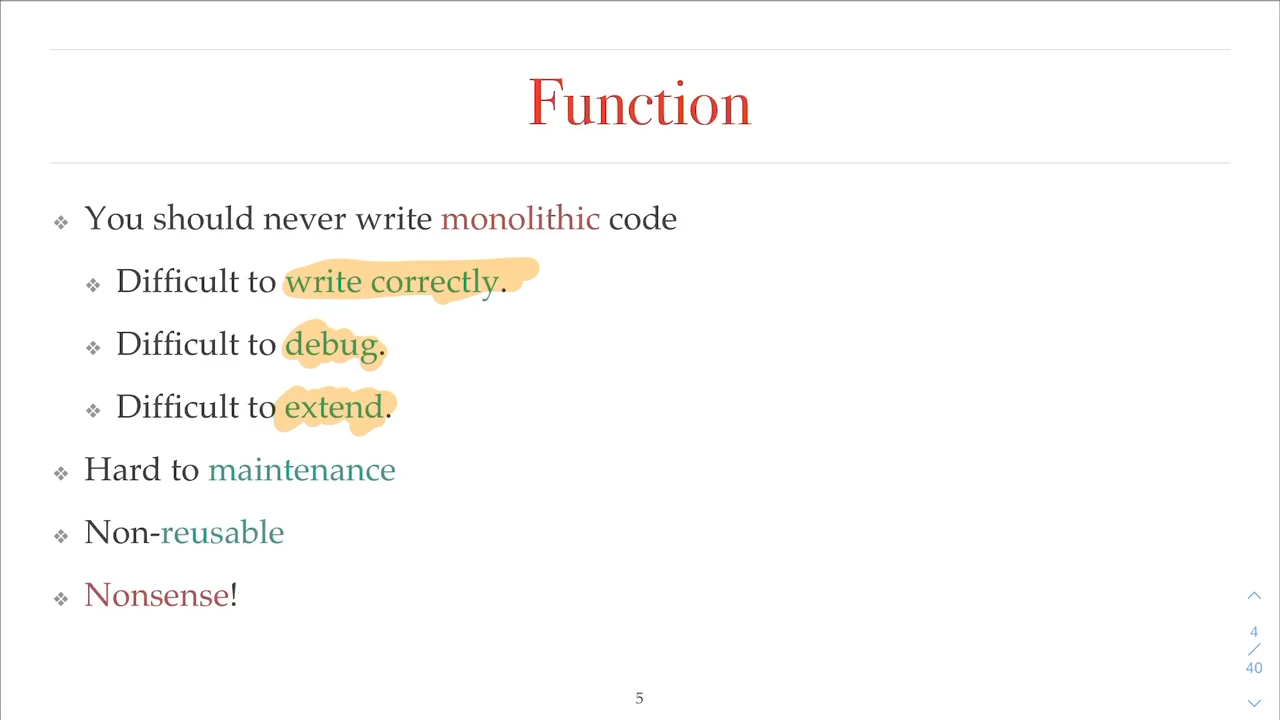 Function
❖ You should never write monolithic code
❖ Difficult to write correctly.
❖ Difficult to debug.
❖ Difficult to extend.
❖ Hard to maintenance
❖ Non-reusable
❖ Nonsense!
4
/
40
5